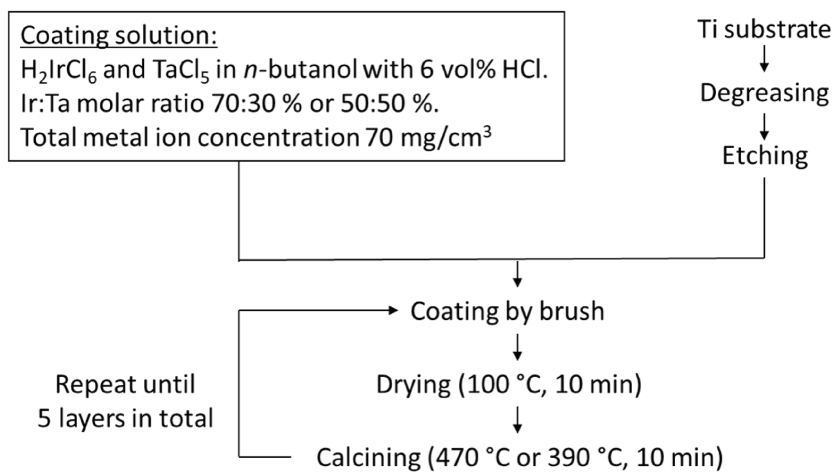 Coating solution:
H₂IrCl₆ and TaCl₅ in n-butanol with 6 vol% HCl.
Ir:Ta molar ratio 70:30 % or 50:50 %.
Total metal ion concentration 70 mg/cm³
Ti substrate
Degreasing
Etching
Coating by brush
Drying (100 °C, 10 min)
Calcining (470 °C or 390 °C, 10 min)
Repeat until
5 layers in total